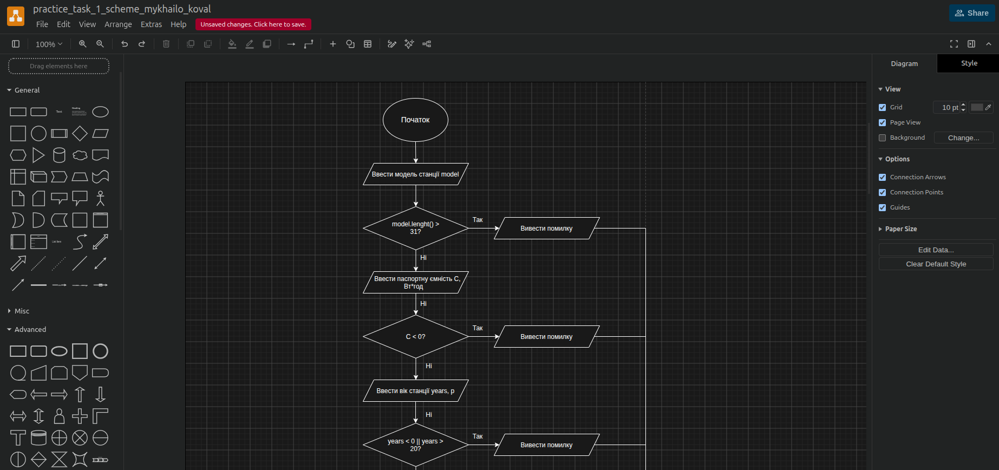 practice_task_1_scheme_mykhailo_koval
File Edit View Arrange Extras Help
Unsaved changes. Click here to save.
Share
100%
Drag elements here
General
Text
Heading
List Item
Misc
Advanced
Початок
Ввести модель станції model
model.lenght() >
31?
Так
Вивести помилку
Ні
Ввести паспортну ємність C,
Вт*год
Ні
C < 0?
Так
Вивести помилку
Ні
Ввести вік станції years, р
Ні
years < 0 || years >
20?
Так
Вивести помилку
Diagram
Style
View
Grid
10 pt
Page View
Background
Change...
Options
Connection Arrows
Connection Points
Guides
Paper Size
Edit Data...
Clear Default Style